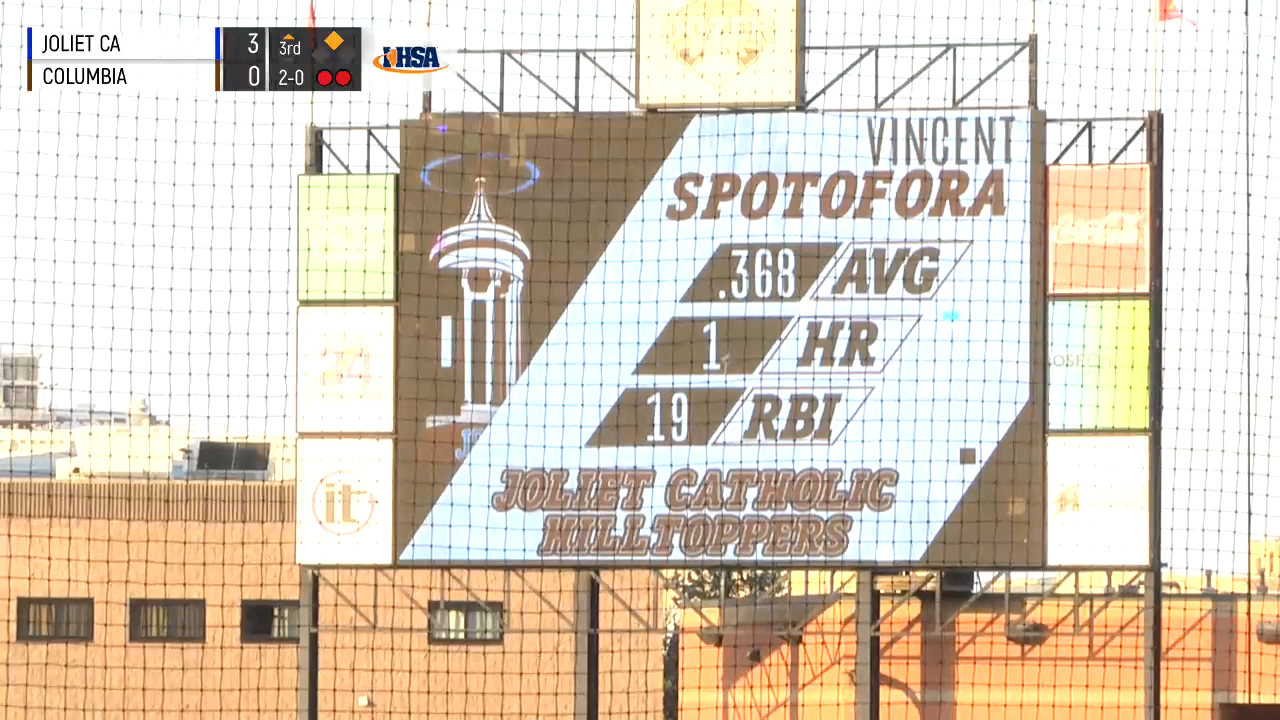 JOLIET CA 3 3rd
COLUMBIA 0 2-0
IHSA
VINCENT
SPOTOFORA
.368 AVG
1 HR
19 RBI
JOLIET CATHOLIC
HILLTOPPERS
it